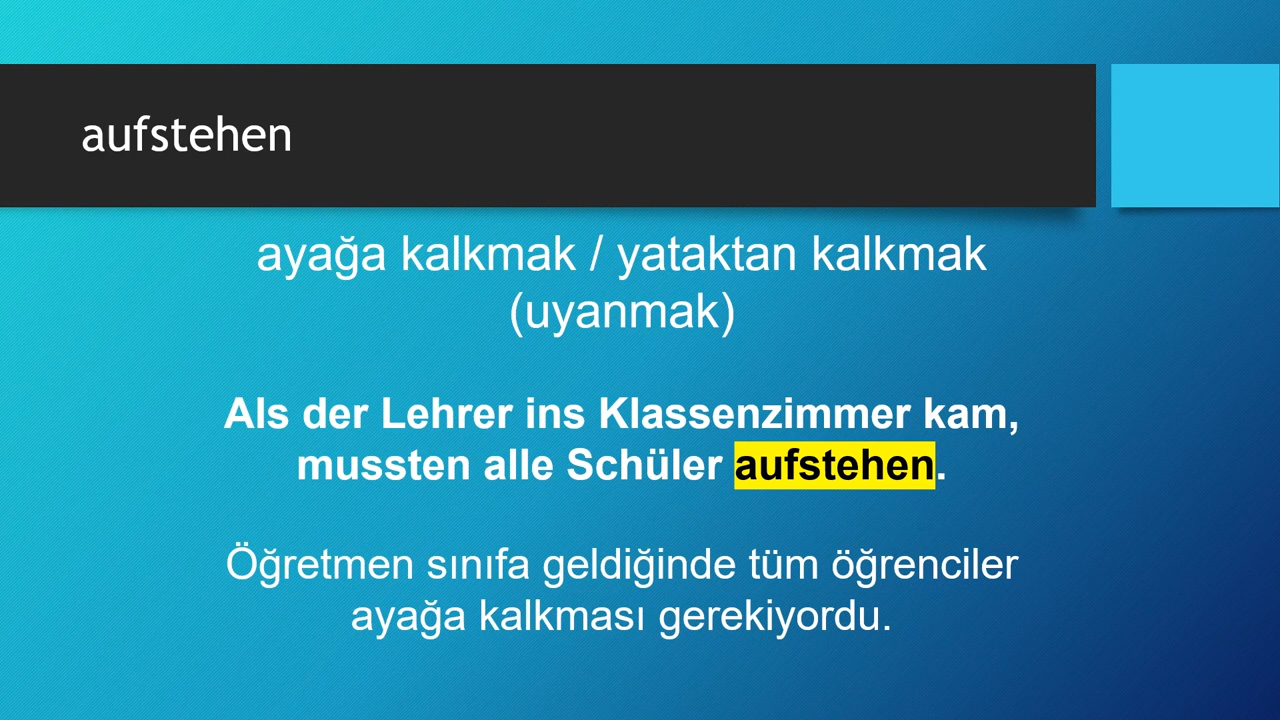 aufstehen
ayağa kalkmak / yataktan kalkmak
(uyanmak)
Als der Lehrer ins Klassenzimmer kam,
mussten alle Schüler aufstehen.
Öğretmen sınıfa geldiğinde tüm öğrenciler
ayağa kalkması gerekiyordu.